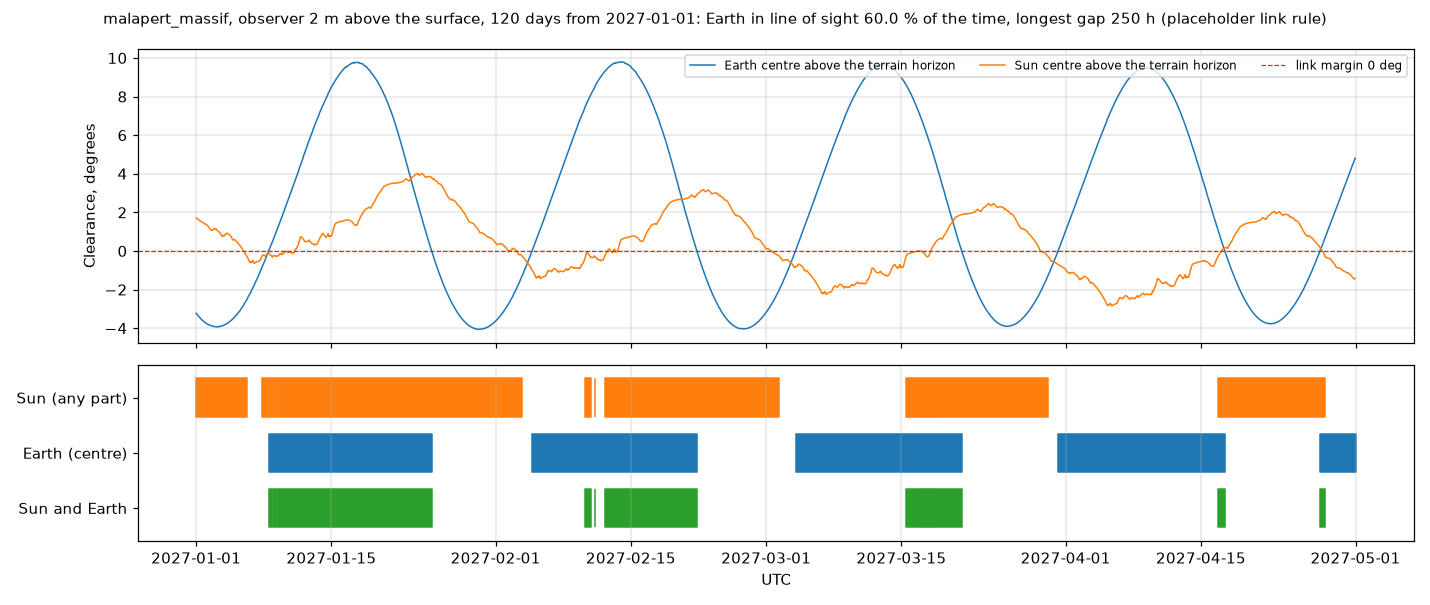 malapert_massif, observer 2 m above the surface, 120 days from 2027-01-01: Earth in line of sight 60.0 % of the time, longest gap 250 h (placeholder link rule)
Earth centre above the terrain horizon
Sun centre above the terrain horizon
link margin 0 deg
Clearance, degrees
10
8
6
4
2
0
−2
−4
Sun (any part)
Earth (centre)
Sun and Earth
2027-01-01 2027-01-15 2027-02-01 2027-02-15 2027-03-01 2027-03-15 2027-04-01 2027-04-15 2027-05-01
UTC